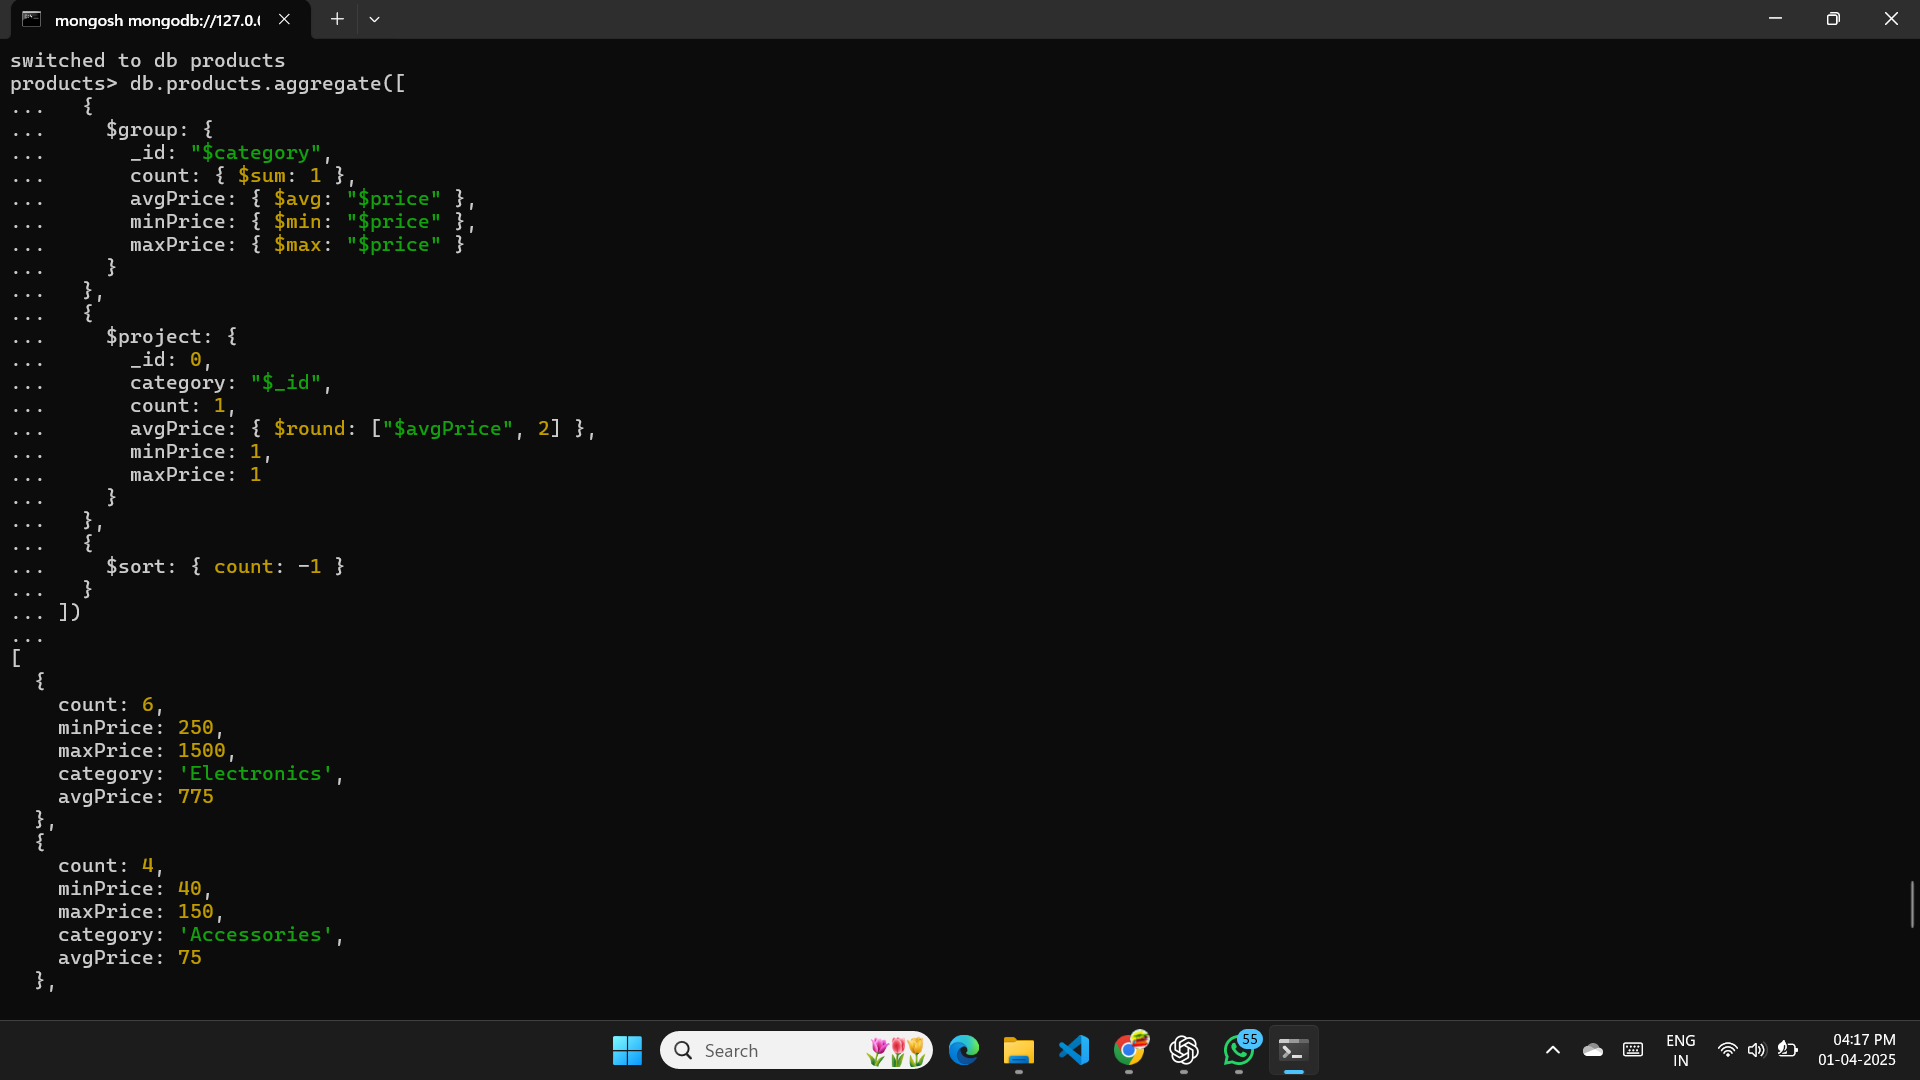 mongosh mongodb://127.0.
switched to db products
products> db.products.aggregate([
...   {
...     $group: {
...       _id: "$category",
...       count: { $sum: 1 },
...       avgPrice: { $avg: "$price" },
...       minPrice: { $min: "$price" },
...       maxPrice: { $max: "$price" }
...     }
...   },
...   {
...     $project: {
...       _id: 0,
...       category: "$_id",
...       count: 1,
...       avgPrice: { $round: ["$avgPrice", 2] },
...       minPrice: 1,
...       maxPrice: 1
...     }
...   },
...   {
...     $sort: { count: -1 }
...   }
... ])
...
[
  {
    count: 6,
    minPrice: 250,
    maxPrice: 1500,
    category: 'Electronics',
    avgPrice: 775
  },
  {
    count: 4,
    minPrice: 40,
    maxPrice: 150,
    category: 'Accessories',
    avgPrice: 75
  },
Search
55
ENG
IN
04:17 PM
01-04-2025